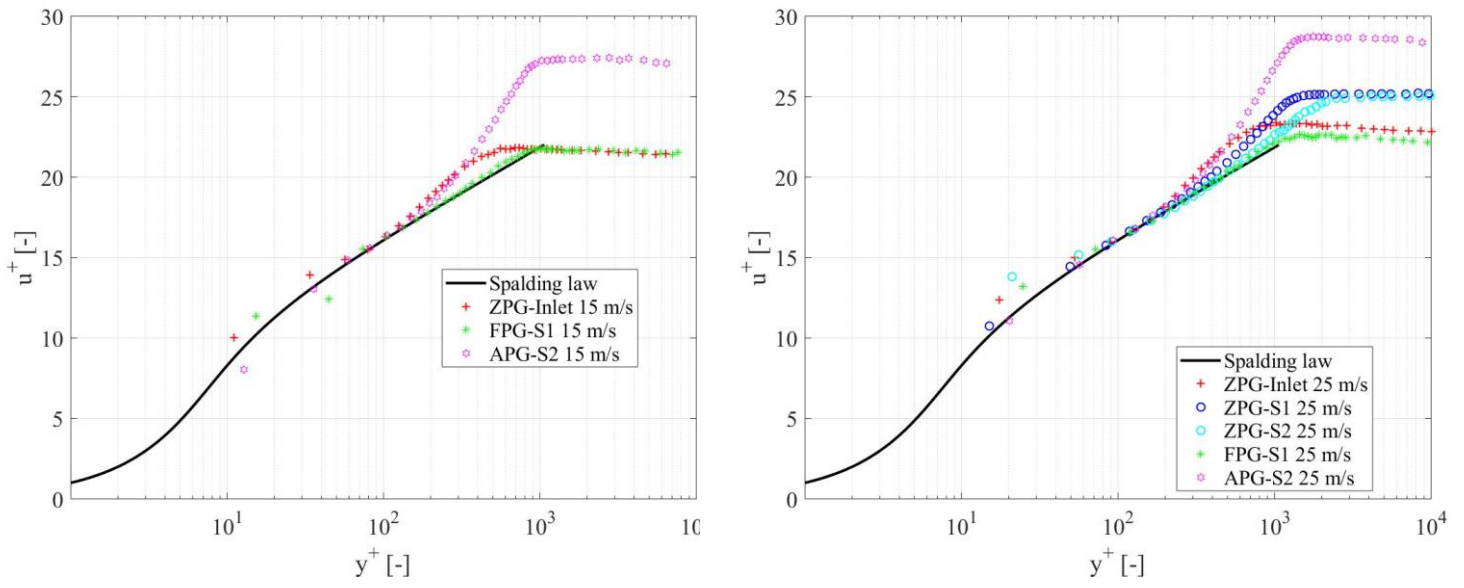 30
25
20
15
10
5
0
u+ [-]
Spalding law
ZPG-Inlet 15 m/s
FPG-S1 15 m/s
APG-S2 15 m/s
10^1
10^2
10^3
10
y+ [-]
30
25
20
15
10
5
0
u+ [-]
Spalding law
ZPG-Inlet 25 m/s
ZPG-S1 25 m/s
ZPG-S2 25 m/s
FPG-S1 25 m/s
APG-S2 25 m/s
10^1
10^2
10^3
10^4
y+ [-]